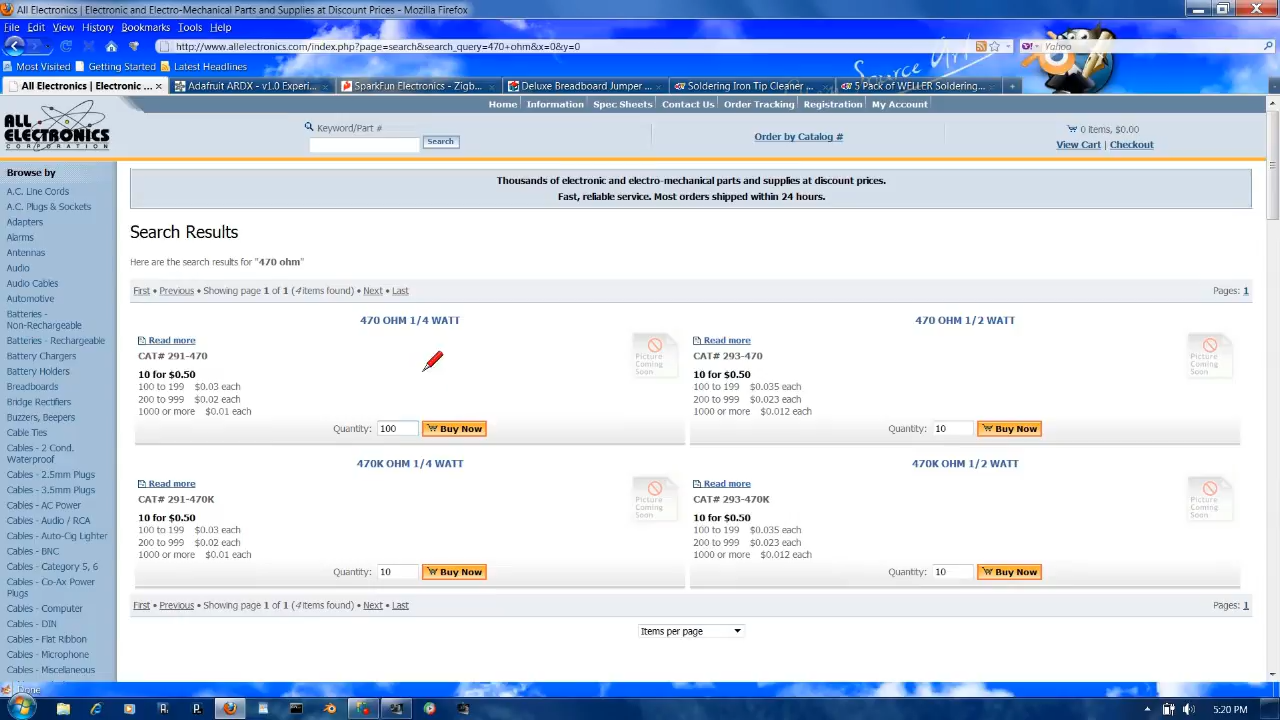 All Electronics | Electronic and Electro-Mechanical Parts and Supplies at Discount Prices - Mozilla Firefox
File Edit View History Bookmarks Tools Help
http://www.allelectronics.com/index.php?page=search&search_query=470+ohm&x=0&y=0
Yahoo
Most Visited Getting Started Latest Headlines
Source
All Electronics | Electronic ... Adafruit ARDX - v1.0 Experi... SparkFun Electronics - Zigb... Deluxe Breadboard Jumper ... Soldering Iron Tip Cleaner ... 5 Pack of WELLER Soldering...
Home | Information | Spec Sheets | Contact Us | Order Tracking | Registration | My Account
ALL ELECTRONICS CORPORATION
Keyword/Part #
Search
Order by Catalog #
0 items, $0.00
View Cart | Checkout
Browse by
A.C. Line Cords
A.C. Plugs & Sockets
Adapters
Alarms
Antennas
Audio
Audio Cables
Automotive
Batteries -
Non-Rechargeable
Batteries - Rechargeable
Battery Chargers
Battery Holders
Breadboards
Bridge Rectifiers
Buzzers, Beepers
Cable Ties
Cables - 2 Cond.
Waterproof
Cables - 2.5mm Plugs
Cables - 3.5mm Plugs
Cables - AC Power
Cables - Audio / RCA
Cables - Auto-Cig Lighter
Cables - BNC
Cables - Category 5, 6
Cables - Co-Ax Power
Plugs
Cables - Computer
Cables - DIN
Cables - Flat Ribbon
Cables - Microphone
Cables - Miscellaneous
Thousands of electronic and electro-mechanical parts and supplies at discount prices.
Fast, reliable service. Most orders shipped within 24 hours.
Search Results
Here are the search results for "470 ohm"
First • Previous • Showing page 1 of 1 (4 items found) • Next • Last
Pages: 1
470 OHM 1/4 WATT
Read more
CAT# 291-470
10 for $0.50
100 to 199 $0.03 each
200 to 999 $0.02 each
1000 or more $0.01 each
Picture
Coming
Soon
Quantity: 100 Buy Now
470 OHM 1/2 WATT
Read more
CAT# 293-470
10 for $0.50
100 to 199 $0.035 each
200 to 999 $0.023 each
1000 or more $0.012 each
Picture
Coming
Soon
Quantity: 10 Buy Now
470K OHM 1/4 WATT
Read more
CAT# 291-470K
10 for $0.50
100 to 199 $0.03 each
200 to 999 $0.02 each
1000 or more $0.01 each
Picture
Coming
Soon
Quantity: 10 Buy Now
470K OHM 1/2 WATT
Read more
CAT# 293-470K
10 for $0.50
100 to 199 $0.035 each
200 to 999 $0.023 each
1000 or more $0.012 each
Picture
Coming
Soon
Quantity: 10 Buy Now
First • Previous • Showing page 1 of 1 (4 items found) • Next • Last
Pages: 1
Items per page
Done
5:20 PM